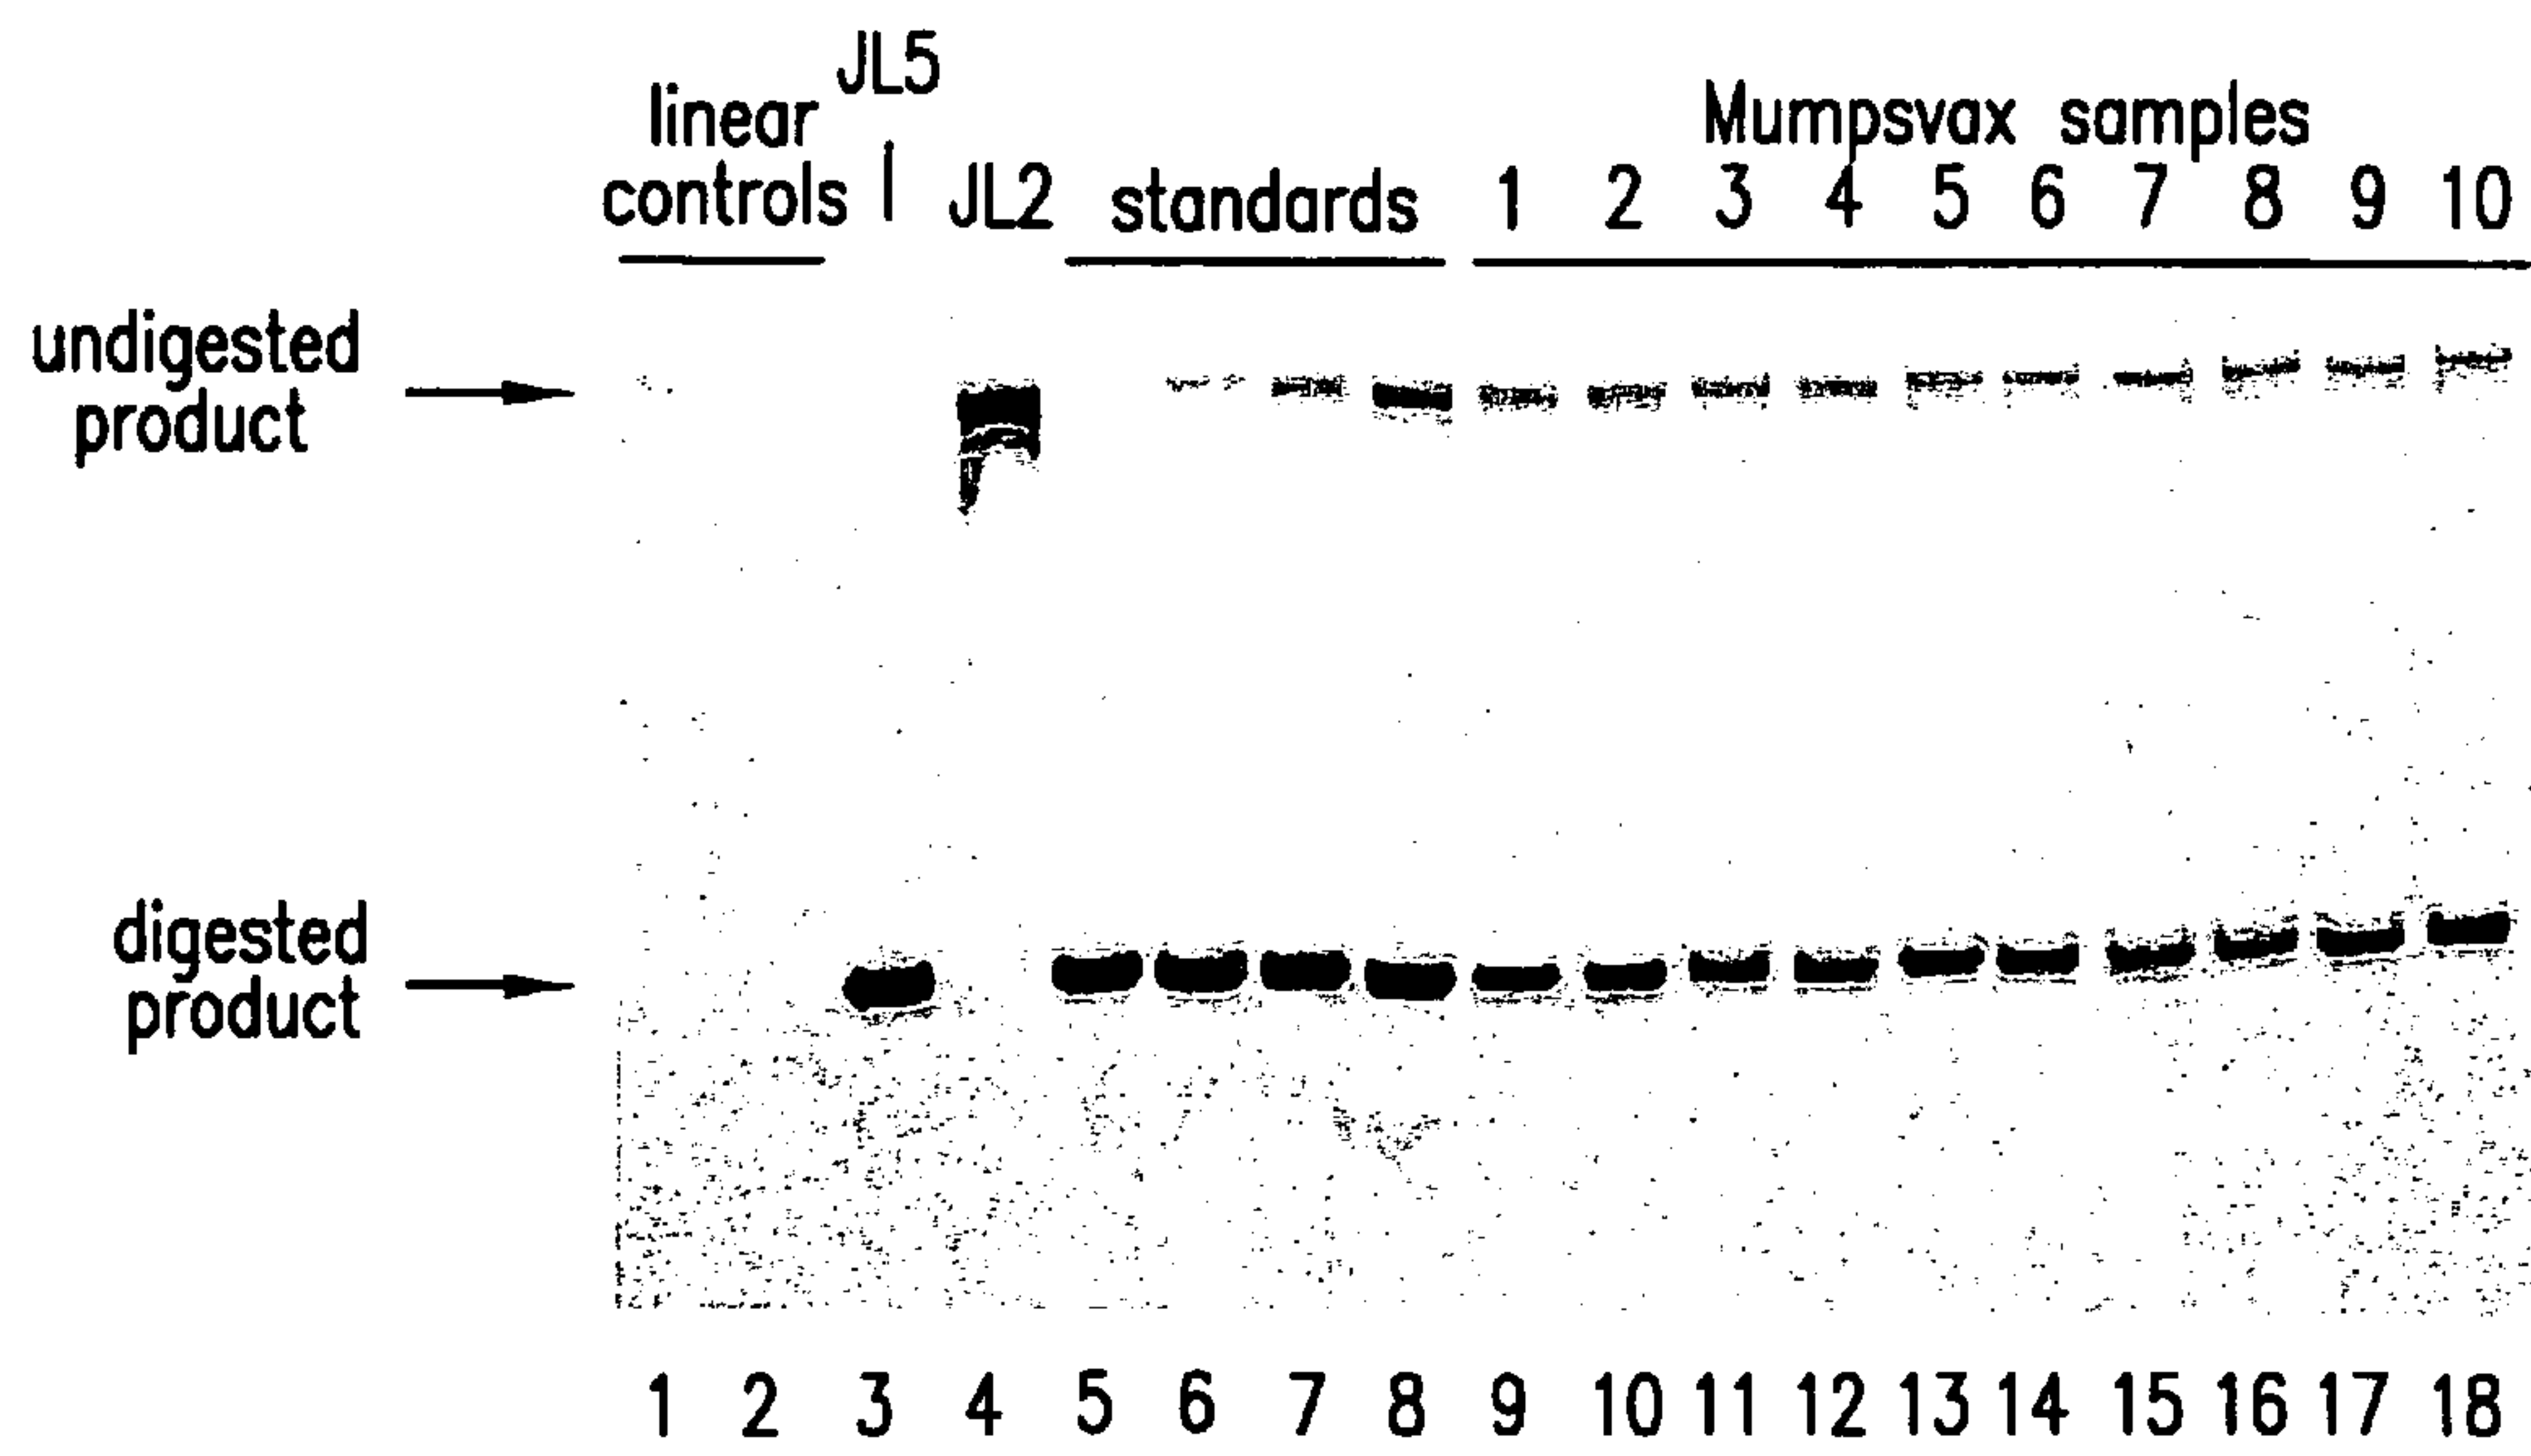 JL5
linear
controls
JL2
standards
Mumpsvax samples
1 2 3 4 5 6 7 8 9 10
undigested
product
digested
product
1 2 3 4 5 6 7 8 9 10 11 12 13 14 15 16 17 18